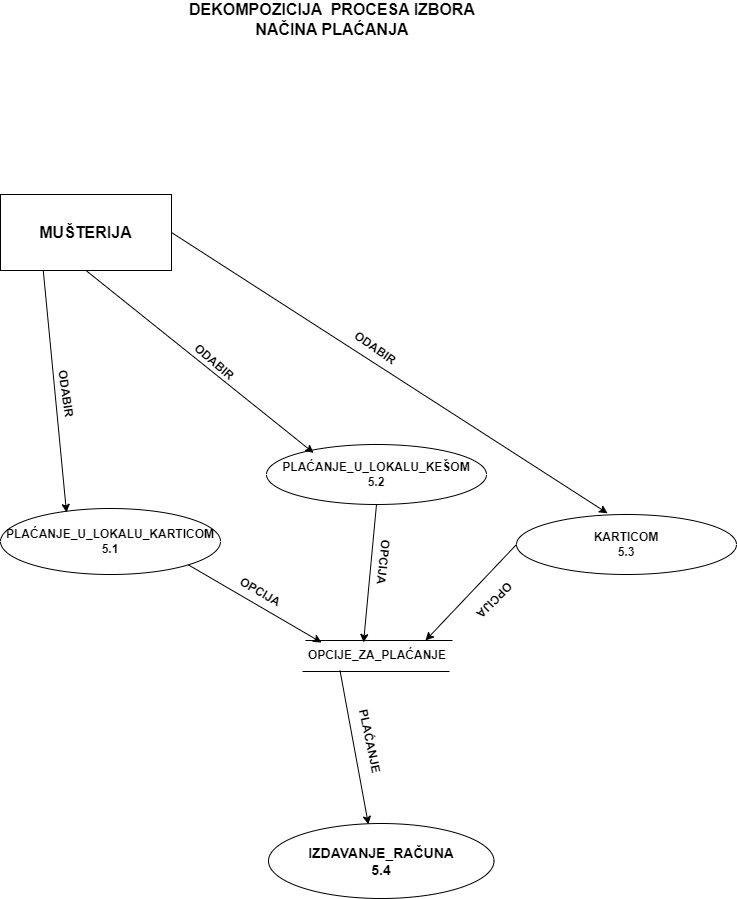 DEKOMPOZICIJA PROCESA IZBORA
NAČINA PLAĆANJA
MUŠTERIJA
ODABIR
ODABIR
ODABIR
PLAĆANJE_U_LOKALU_KEŠOM
5.2
PLAĆANJE_U_LOKALU_KARTICOM
5.1
KARTICOM
5.3
OPCIJA
OPCIJA
OPCIJA
OPCIJE_ZA_PLAĆANJE
PLAĆANJE
IZDAVANJE_RAČUNA
5.4